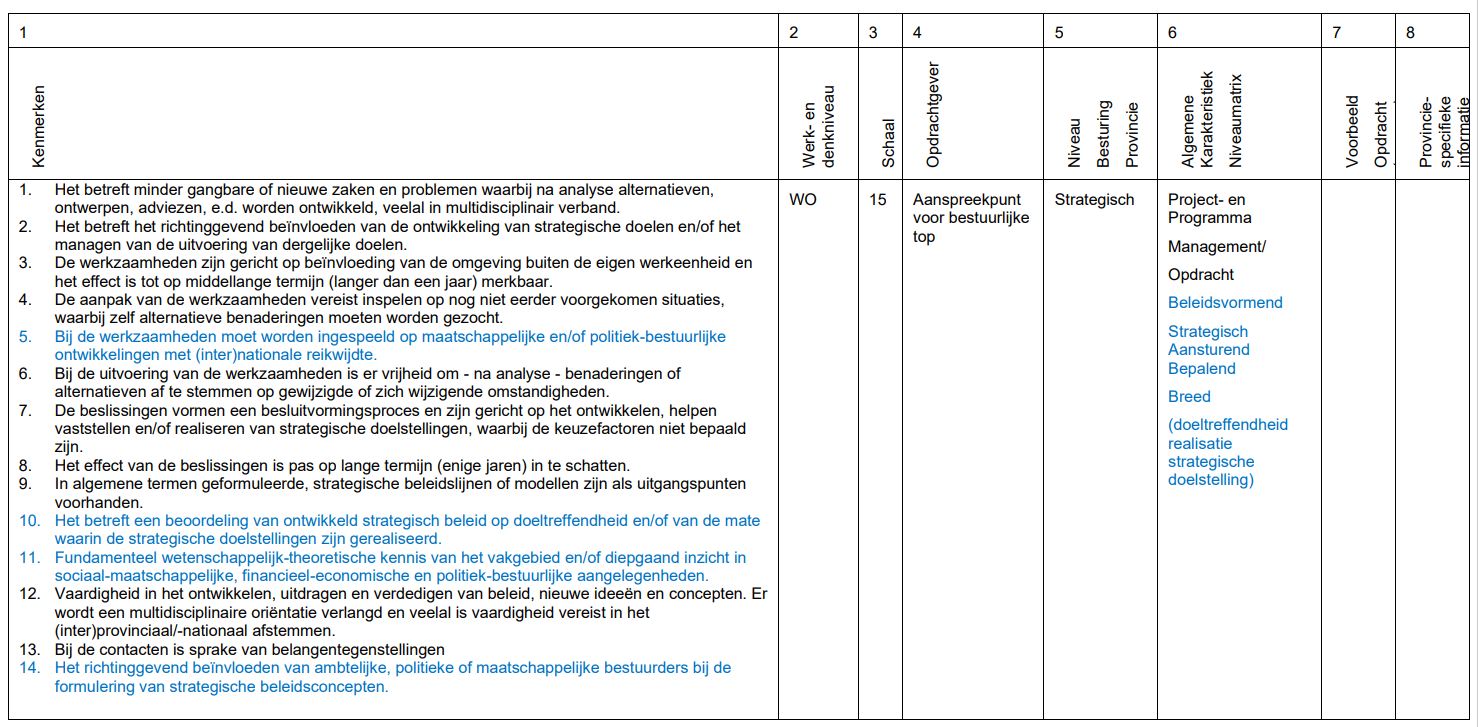 1
2
3
4
5
6
7
8
Kenmerken
Werk- en
denkniveau
Schaal
Opdrachtgever
Niveau
Besturing
Provincie
Algemene
Karakteristiek
Niveaumatrix
Voorbeeld
Opdracht
Provincie-
specifieke
informatie
1. Het betreft minder gangbare of nieuwe zaken en problemen waarbij na analyse alternatieven,
ontwerpen, adviezen, e.d. worden ontwikkeld, veelal in multidisciplinair verband.
2. Het betreft het richtinggevend beïnvloeden van de ontwikkeling van strategische doelen en/of het
managen van de uitvoering van dergelijke doelen.
3. De werkzaamheden zijn gericht op beïnvloeding van de omgeving buiten de eigen werkeenheid en
het effect is tot op middellange termijn (langer dan een jaar) merkbaar.
4. De aanpak van de werkzaamheden vereist inspelen op nog niet eerder voorgekomen situaties,
waarbij zelf alternatieve benaderingen moeten worden gezocht.
5. Bij de werkzaamheden moet worden ingespeeld op maatschappelijke en/of politiek-bestuurlijke
ontwikkelingen met (inter)nationale reikwijdte.
6. Bij de uitvoering van de werkzaamheden is er vrijheid om - na analyse - benaderingen of
alternatieven af te stemmen op gewijzigde of zich wijzigende omstandigheden.
7. De beslissingen vormen een besluitvormingsproces en zijn gericht op het ontwikkelen, helpen
vaststellen en/of realiseren van strategische doelstellingen, waarbij de keuzefactoren niet bepaald
zijn.
8. Het effect van de beslissingen is pas op lange termijn (enige jaren) in te schatten.
9. In algemene termen geformuleerde, strategische beleidslijnen of modellen zijn als uitgangspunten
voorhanden.
10. Het betreft een beoordeling van ontwikkeld strategisch beleid op doeltreffendheid en/of van de mate
waarin de strategische doelstellingen zijn gerealiseerd.
11. Fundamenteel wetenschappelijk-theoretische kennis van het vakgebied en/of diepgaand inzicht in
sociaal-maatschappelijke, financieel-economische en politiek-bestuurlijke aangelegenheden.
12. Vaardigheid in het ontwikkelen, uitdragen en verdedigen van beleid, nieuwe ideeën en concepten. Er
wordt een multidisciplinaire oriëntatie verlangd en veelal is vaardigheid vereist in het
(inter)provinciaal/-nationaal afstemmen.
13. Bij de contacten is sprake van belangentegenstellingen
14. Het richtinggevend beïnvloeden van ambtelijke, politieke of maatschappelijke bestuurders bij de
formulering van strategische beleidsconcepten.
WO
15
Aanspreekpunt
voor bestuurlijke
top
Strategisch
Project- en
Programma
Management/
Opdracht
Beleidsvormend
Strategisch
Aansturend
Bepalend
Breed
(doeltreffendheid
realisatie
strategische
doelstelling)